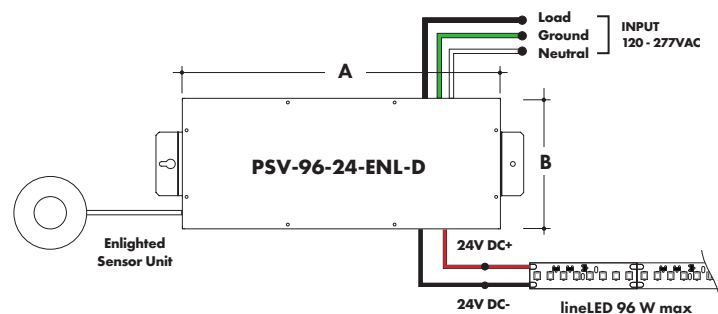 Load
Ground
Neutral
INPUT
120 - 277VAC
A
PSV-96-24-ENL-D
B
Enlighted
Sensor Unit
24V DC+
24V DC-
lineLED 96 W max